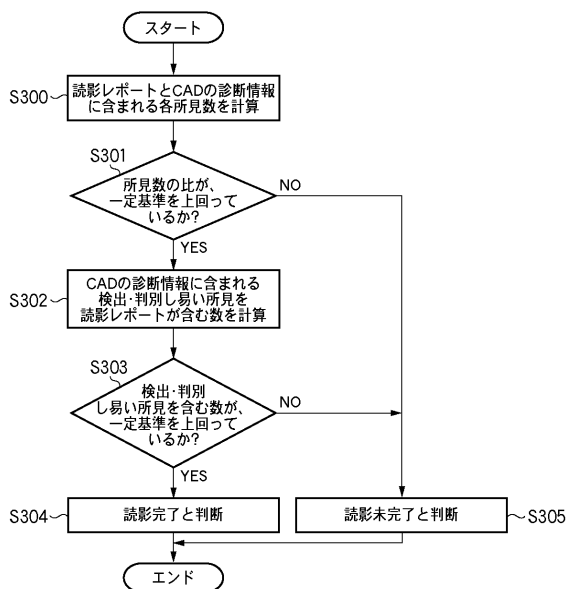 スタート
S300
読影レポートとCADの診断情報
に含まれる各所見数を計算
S301
所見数の比が、
一定基準を上回って
いるか?
NO
YES
S302
CADの診断情報に含まれる
検出・判別し易い所見を
読影レポートが含む数を計算
S303
検出・判別
し易い所見を含む数が、
一定基準を上回って
いるか?
NO
YES
S304
読影完了と判断
読影未完了と判断
S305
エンド